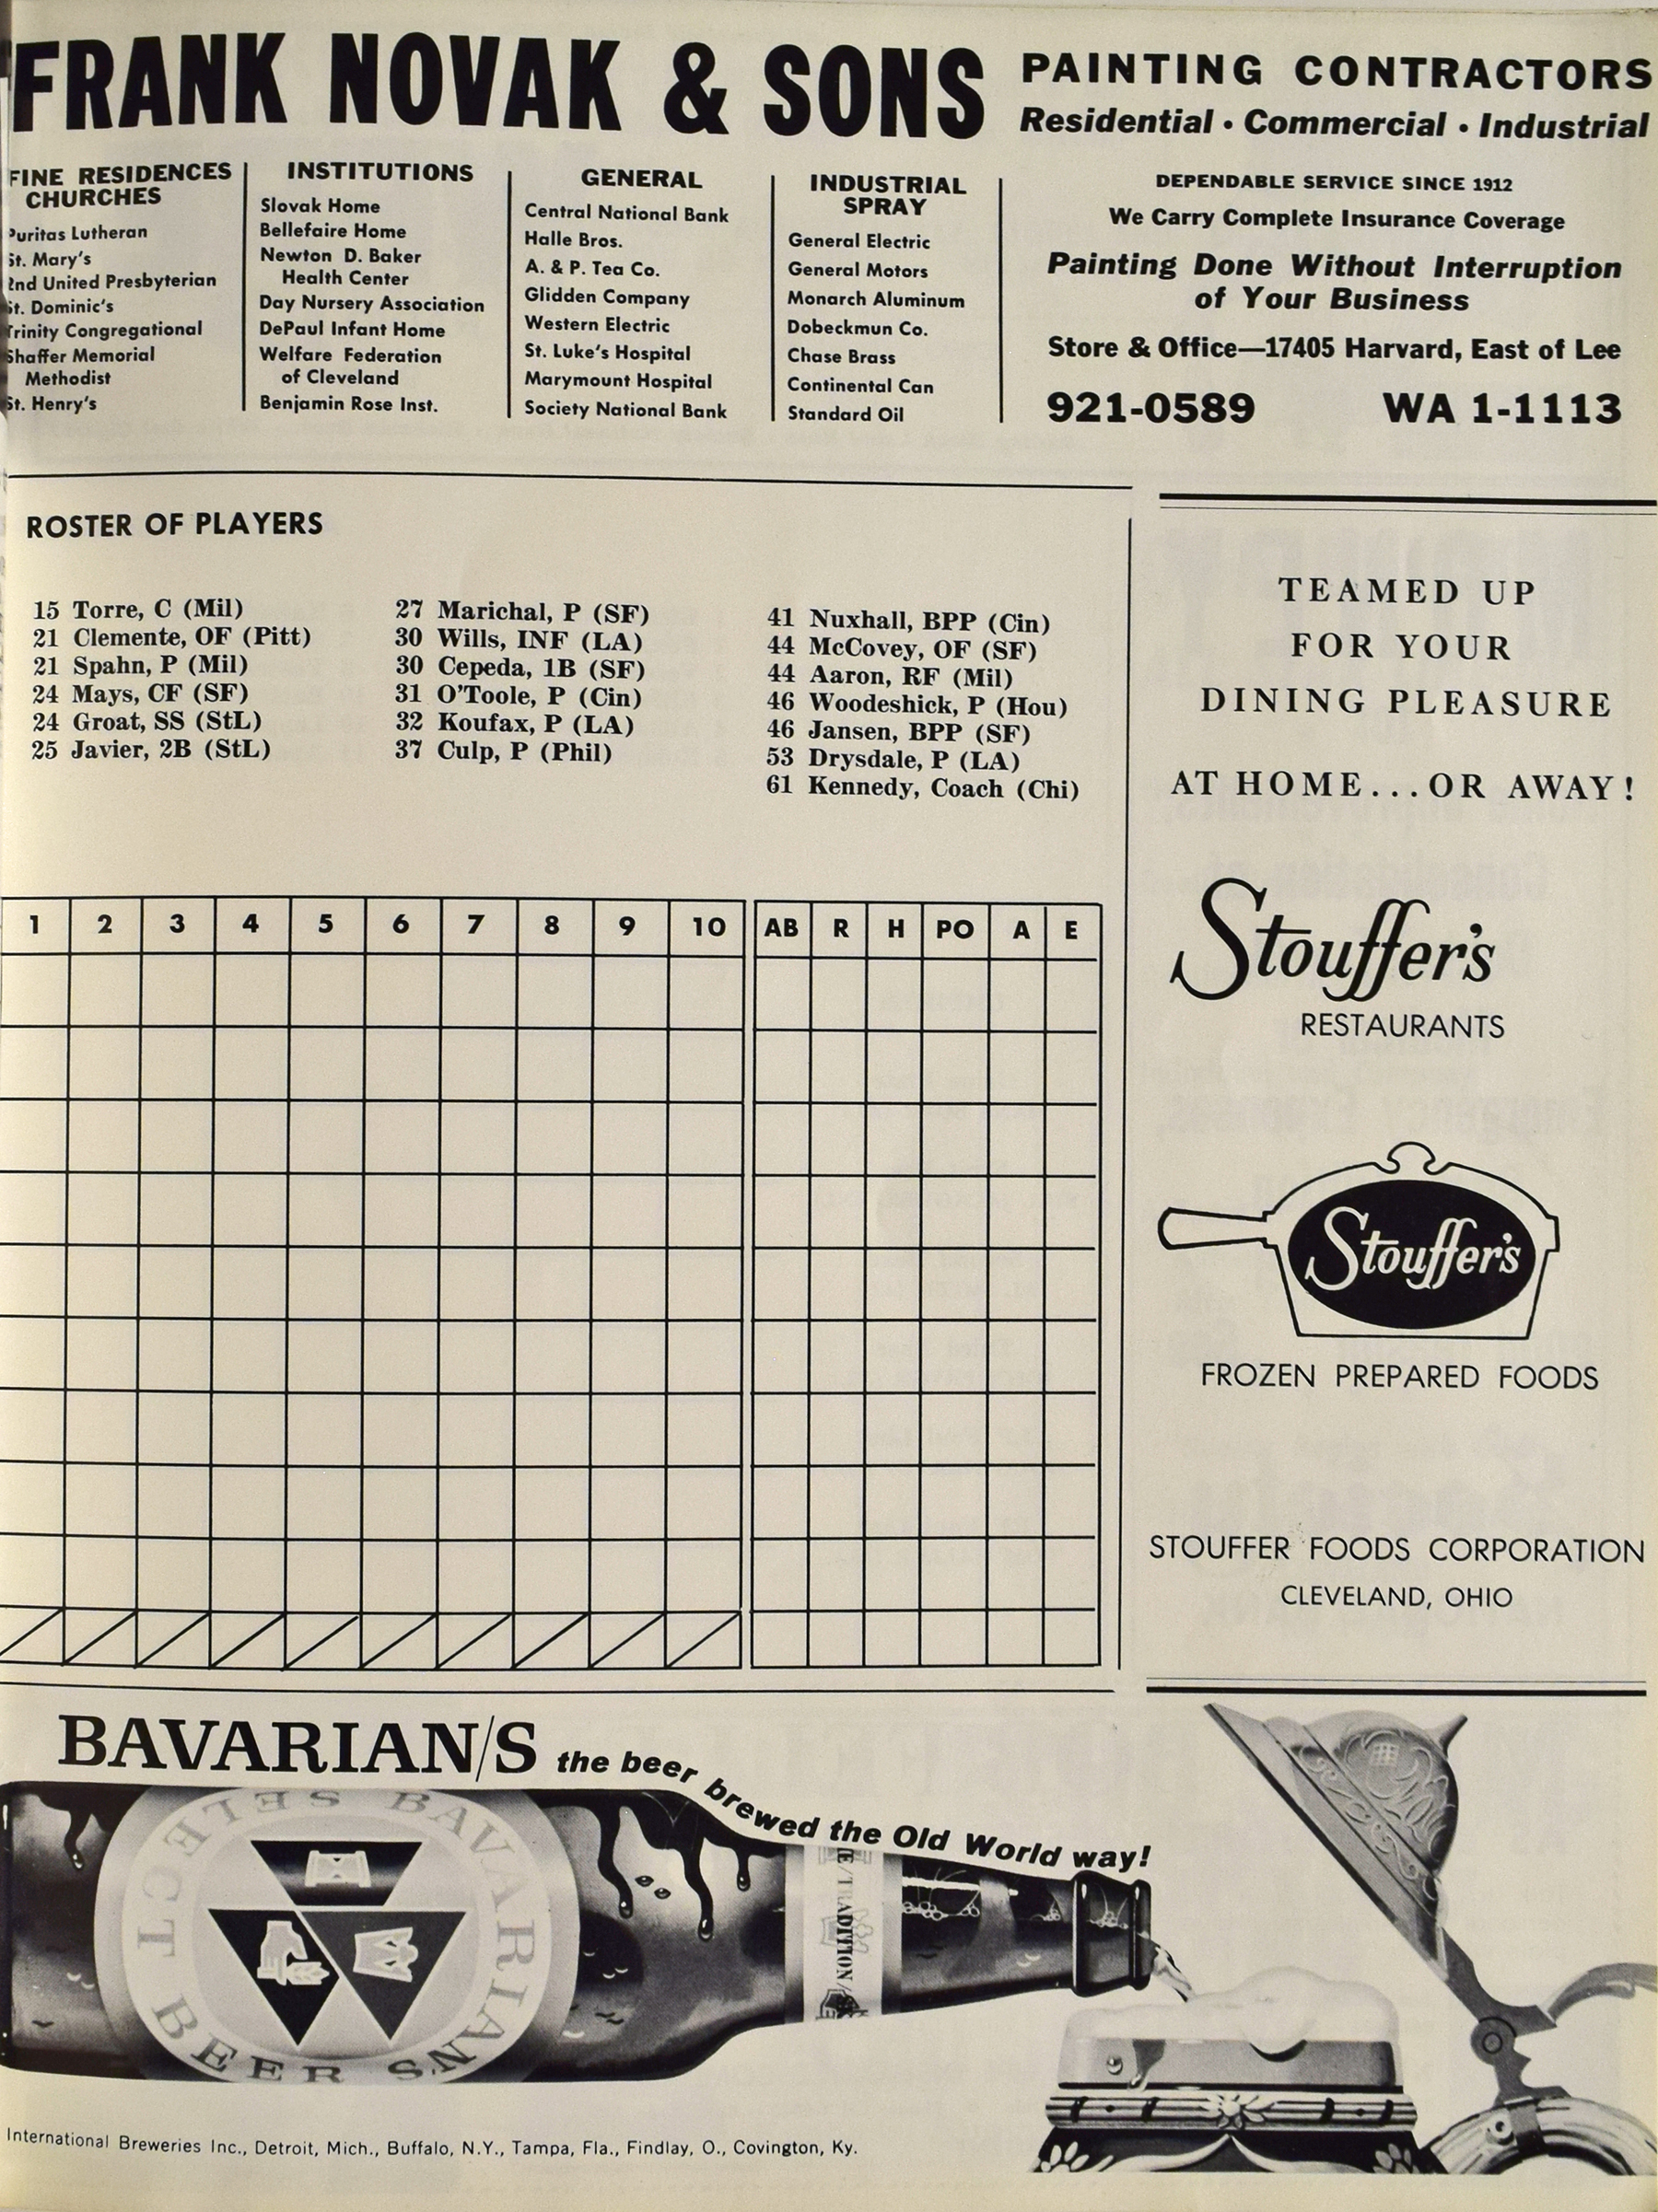 FRANK NOVAK & SONS
PAINTING CONTRACTORS
Residential • Commercial • Industrial
FINE RESIDENCES
CHURCHES
Puritas Lutheran
St. Mary's
2nd United Presbyterian
St. Dominic's
Trinity Congregational
Shaffer Memorial
Methodist
St. Henry's
INSTITUTIONS
Slovak Home
Bellefaire Home
Newton D. Baker
Health Center
Day Nursery Association
DePaul Infant Home
Welfare Federation
of Cleveland
Benjamin Rose Inst.
GENERAL
Central National Bank
Halle Bros.
A. & P. Tea Co.
Glidden Company
Western Electric
St. Luke's Hospital
Marymount Hospital
Society National Bank
INDUSTRIAL
SPRAY
General Electric
General Motors
Monarch Aluminum
Dobeckmun Co.
Chase Brass
Continental Can
Standard Oil
DEPENDABLE SERVICE SINCE 1912
We Carry Complete Insurance Coverage
Painting Done Without Interruption
of Your Business
Store & Office—17405 Harvard, East of Lee
921-0589 WA 1-1113
ROSTER OF PLAYERS
15 Torre, C (Mil)
21 Clemente, OF (Pitt)
21 Spahn, P (Mil)
24 Mays, CF (SF)
24 Groat, SS (StL)
25 Javier, 2B (StL)
27 Marichal, P (SF)
30 Wills, INF (LA)
30 Cepeda, 1B (SF)
31 O'Toole, P (Cin)
32 Koufax, P (LA)
37 Culp, P (Phil)
41 Nuxhall, BPP (Cin)
44 McCovey, OF (SF)
44 Aaron, RF (Mil)
46 Woodeshick, P (Hou)
46 Jansen, BPP (SF)
53 Drysdale, P (LA)
61 Kennedy, Coach (Chi)
1 2 3 4 5 6 7 8 9 10 AB R H PO A E
TEAMED UP
FOR YOUR
DINING PLEASURE
AT HOME...OR AWAY!
Stouffer's
RESTAURANTS
Stouffer's
FROZEN PREPARED FOODS
STOUFFER FOODS CORPORATION
CLEVELAND, OHIO
BAVARIAN/S the beer brewed the Old World way!
BAVARIAN'S SELECT BEER
TRADITION
International Breweries Inc., Detroit, Mich., Buffalo, N.Y., Tampa, Fla., Findlay, O., Covington, Ky.